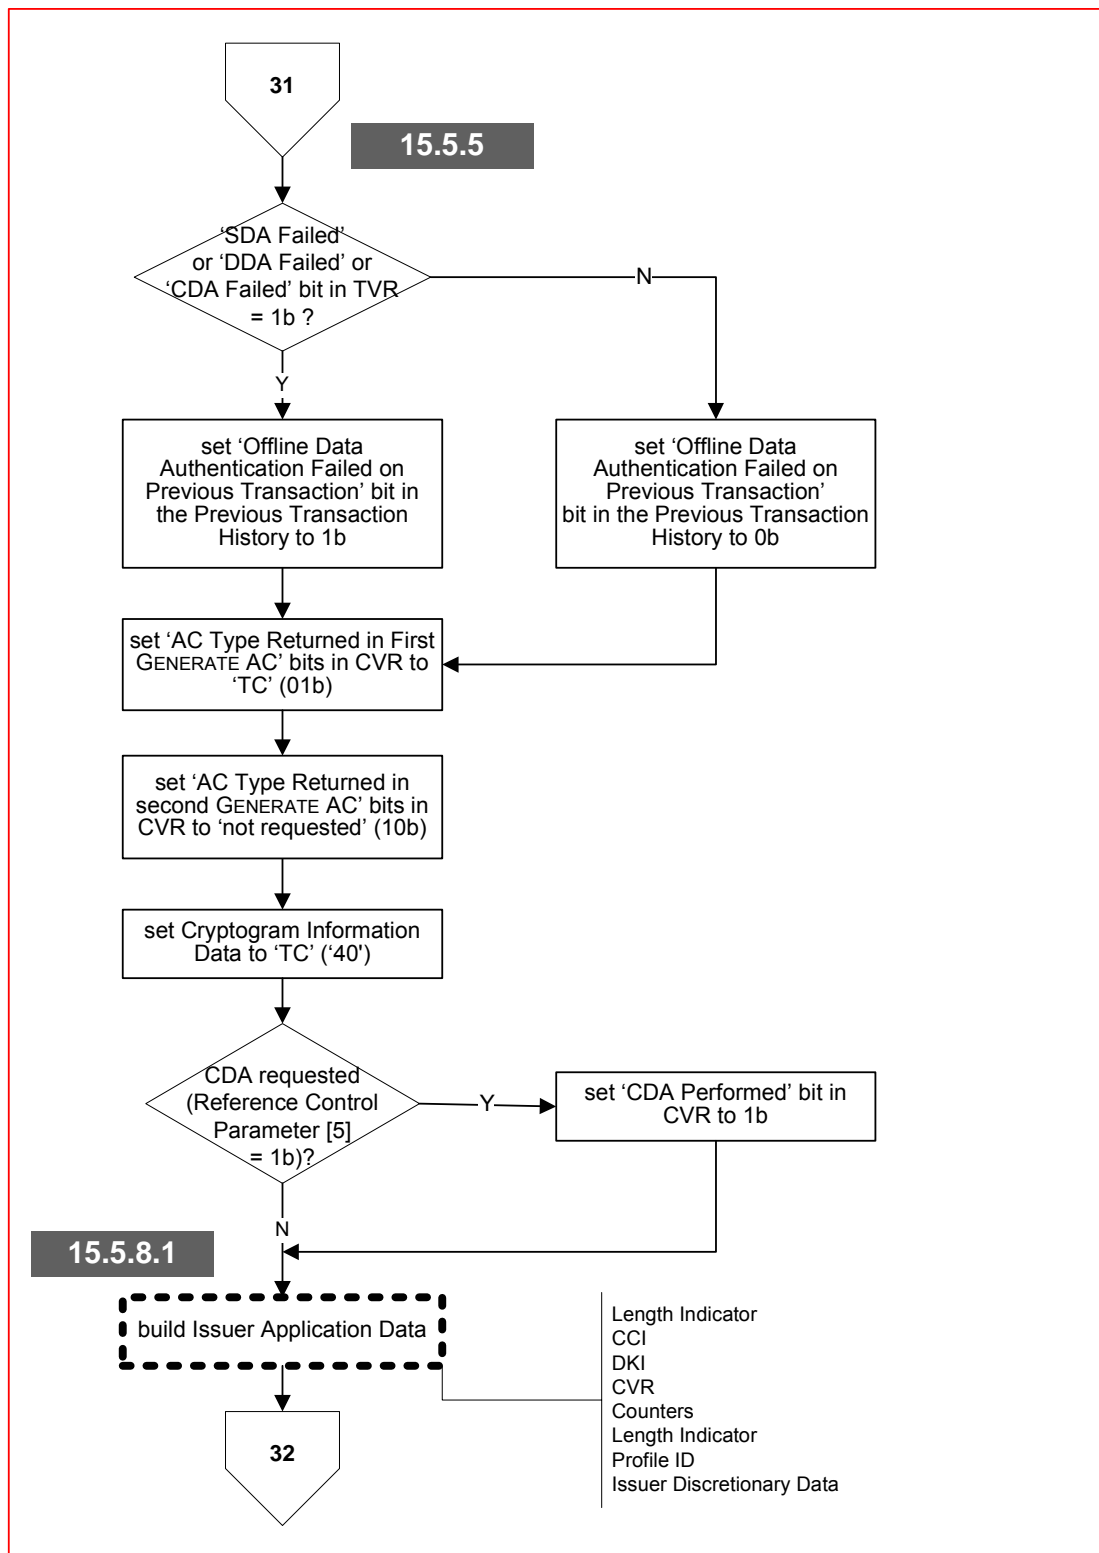 31
15.5.5
‘SDA Failed’
or ‘DDA Failed’ or
‘CDA Failed’ bit in TVR
= 1b ?
N
Y
set ‘Offline Data
Authentication Failed on
Previous Transaction’ bit in
the Previous Transaction
History to 1b
set ‘Offline Data
Authentication Failed on
Previous Transaction’
bit in the Previous Transaction
History to 0b
set ‘AC Type Returned in First
GENERATE AC’ bits in CVR to
‘TC’ (01b)
set ‘AC Type Returned in
second GENERATE AC’ bits in
CVR to ‘not requested’ (10b)
set Cryptogram Information
Data to ‘TC’ (‘40')
CDA requested
(Reference Control
Parameter [5]
= 1b)?
Y
set ‘CDA Performed’ bit in
CVR to 1b
N
15.5.8.1
build Issuer Application Data
Length Indicator
CCI
DKI
CVR
Counters
Length Indicator
Profile ID
Issuer Discretionary Data
32